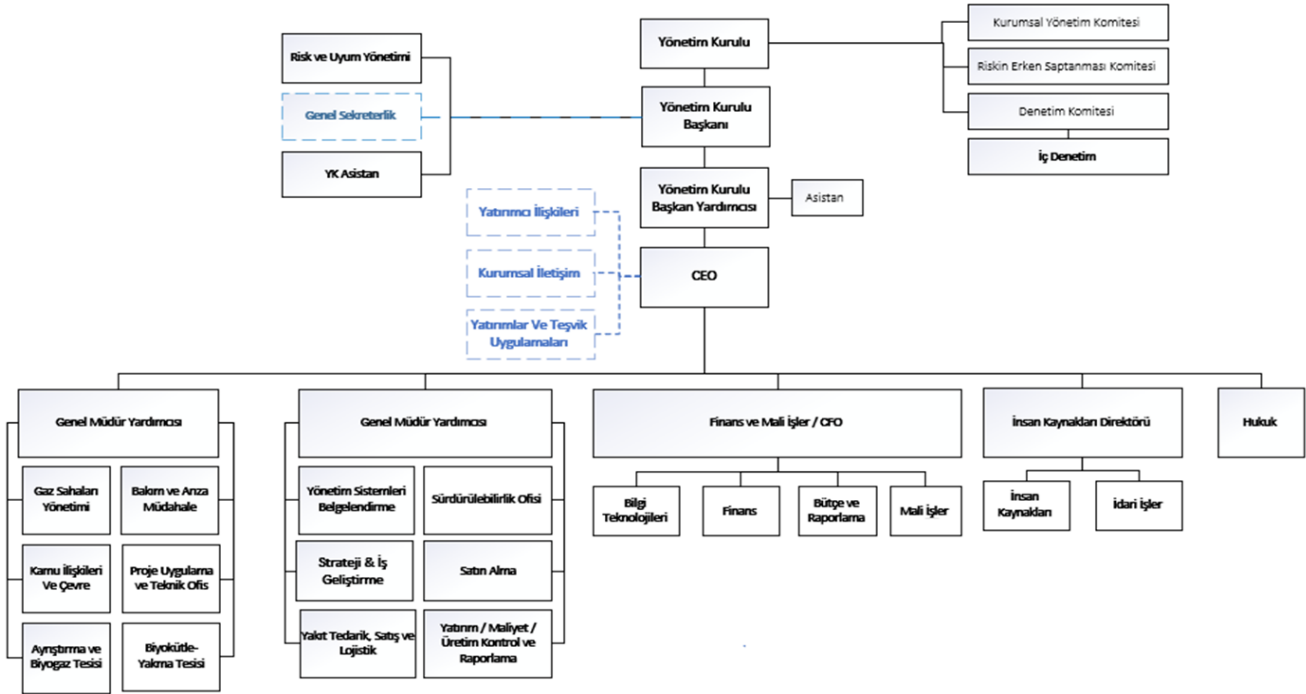 Kurumsal Yönetim Komitesi
Yönetim Kurulu
Risk ve Uyum Yönetimi
Riskin Erken Saptanması Komitesi
Genel Sekreterlik
Yönetim Kurulu
Başkanı
Denetim Komitesi
İç Denetim
YK Asistan
Yönetim Kurulu
Başkan Yardımcısı
Asistan
Yatırımcı İlişkileri
Kurumsal İletişim
CEO
Yatırımlar Ve Teşvik
Uygulamaları
Genel Müdür Yardımcısı
Genel Müdür Yardımcısı
Finans ve Mali İşler / CFO
İnsan Kaynakları Direktörü
Hukuk
Gaz Sahaları
Yönetimi
Bakım ve Arıza
Müdahale
Kamu İlişkileri
Ve Çevre
Proje Uygulama
ve Teknik Ofis
Ayrıştırma ve
Biyogaz Tesisi
Biyokütle-
Yakma Tesisi
Yönetim Sistemleri
Belgelendirme
Sürdürülebilirlik Ofisi
Strateji & İş
Geliştirme
Satın Alma
Yakıt Tedarik, Satış ve
Lojistik
Yatırım / Maliyet /
Üretim Kontrol ve
Raporlama
Bilgi
Teknolojileri
Finans
Bütçe ve
Raporlama
Mali İşler
İnsan
Kaynakları
İdari İşler